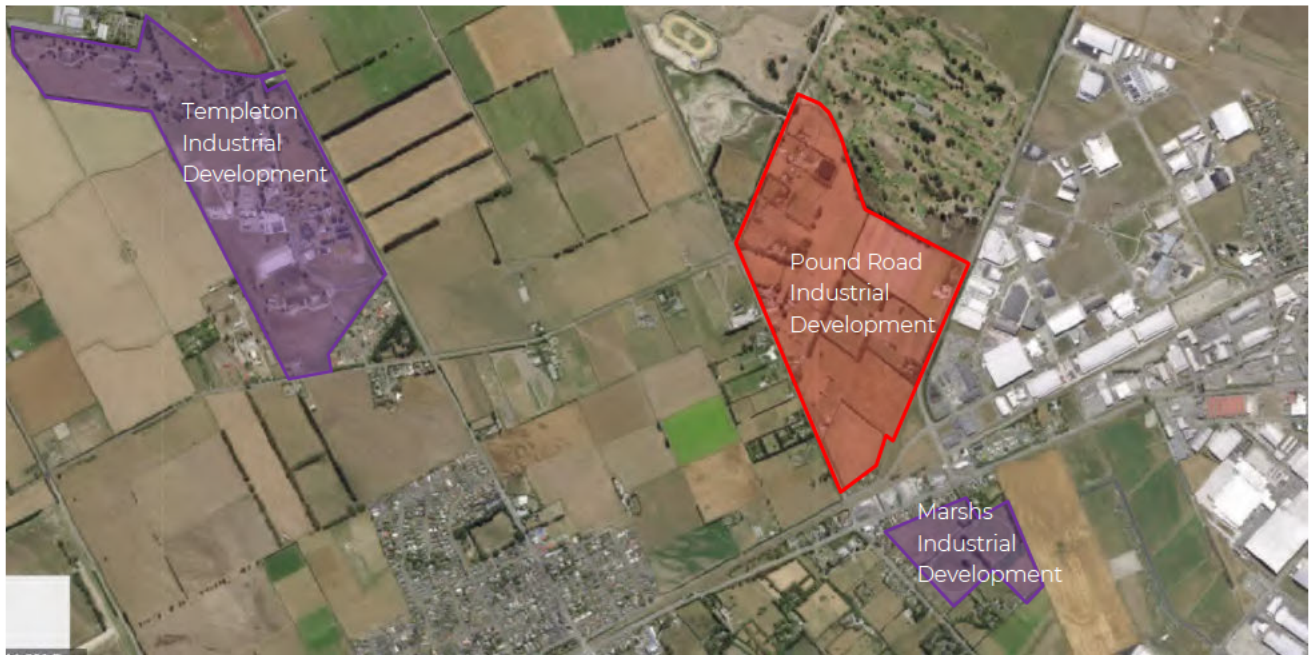 Templeton
Industrial
Development
Pound Road
Industrial
Development
Marshs
Industrial
Development